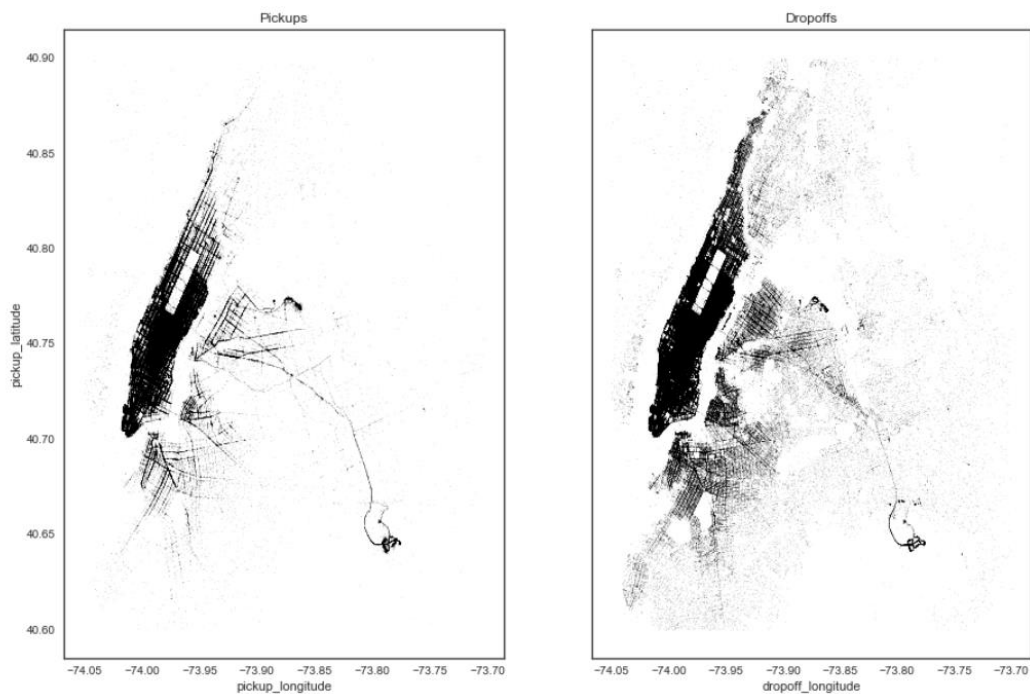 Pickups
Dropoffs
40.90
40.85
40.80
40.75
40.70
40.65
40.60
pickup_latitude
−74.05 −74.00 −73.95 −73.90 −73.85 −73.80 −73.75 −73.70
−74.05 −74.00 −73.95 −73.90 −73.85 −73.80 −73.75 −73.70
pickup_longitude
dropoff_longitude